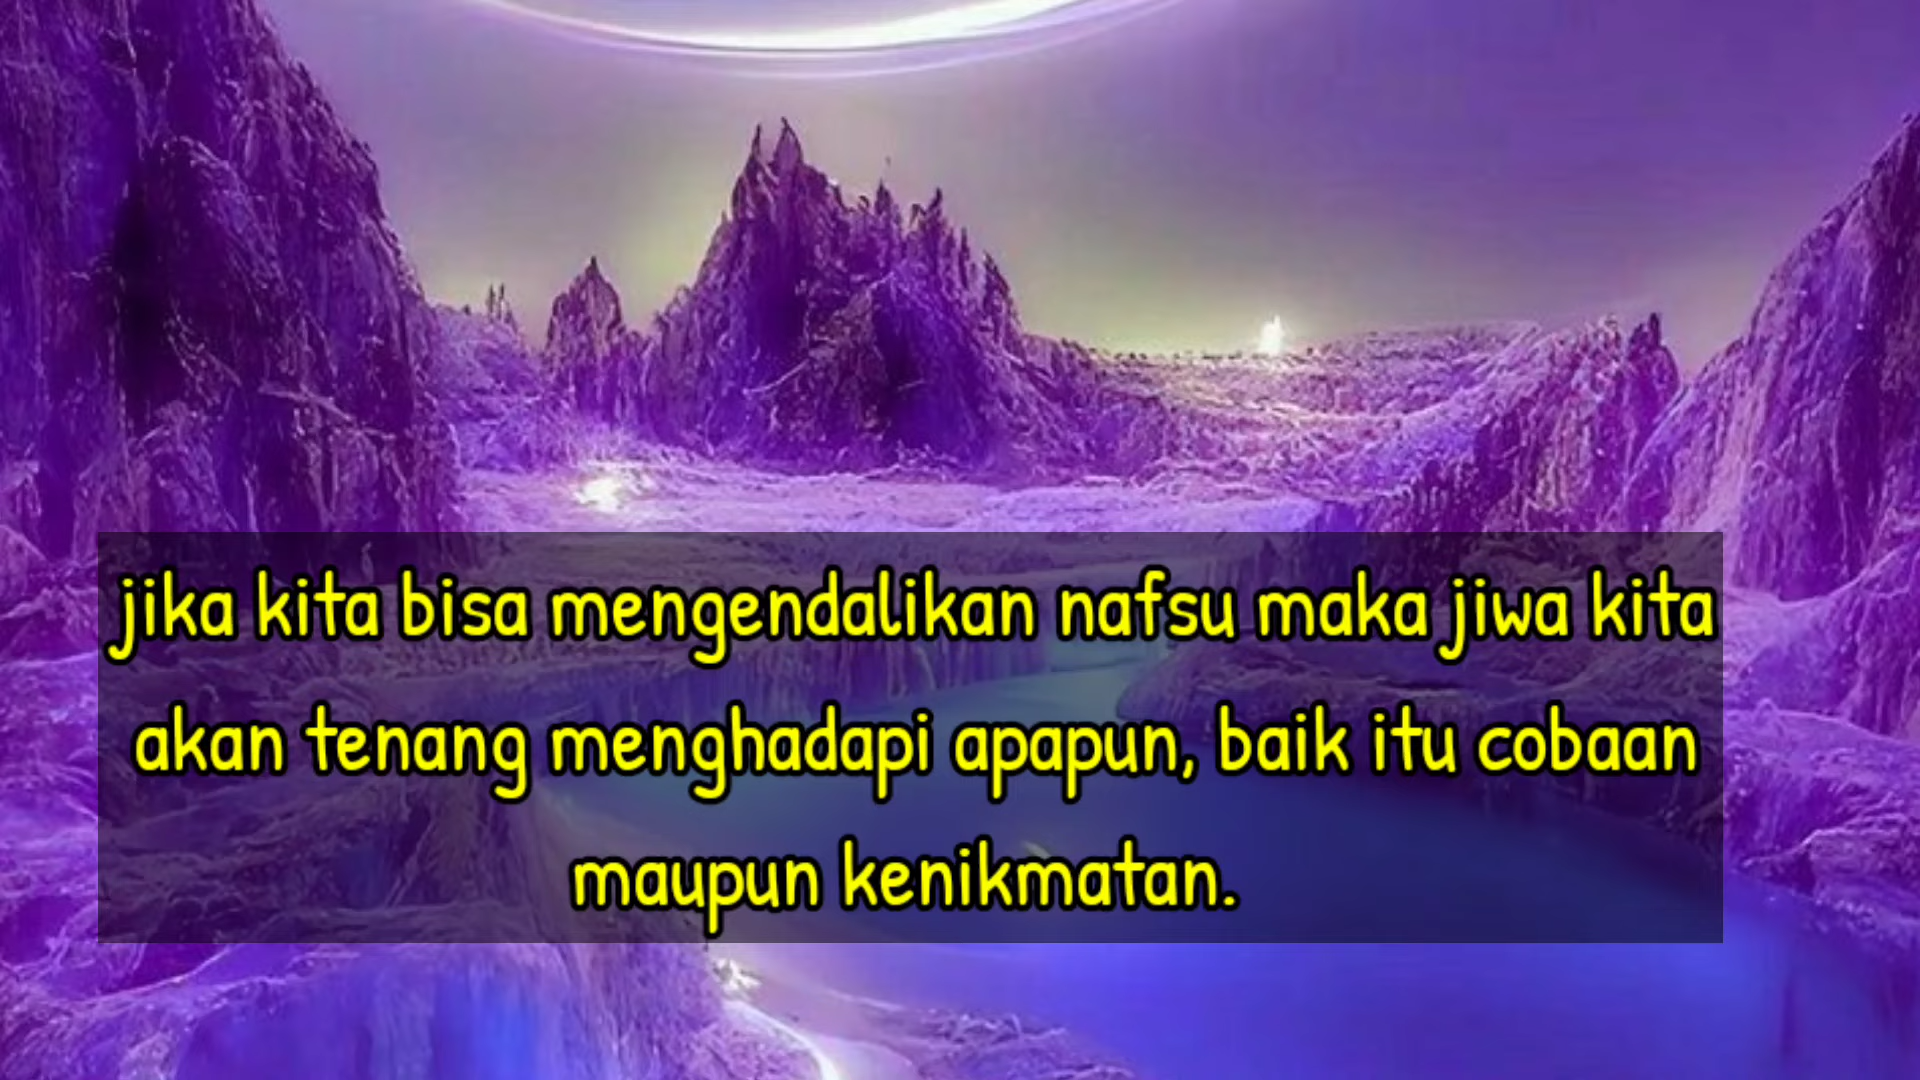 jika kita bisa mengendalikan nafsu maka jiwa kita
akan tenang menghadapi apapun, baik itu cobaan
maupun kenikmatan.